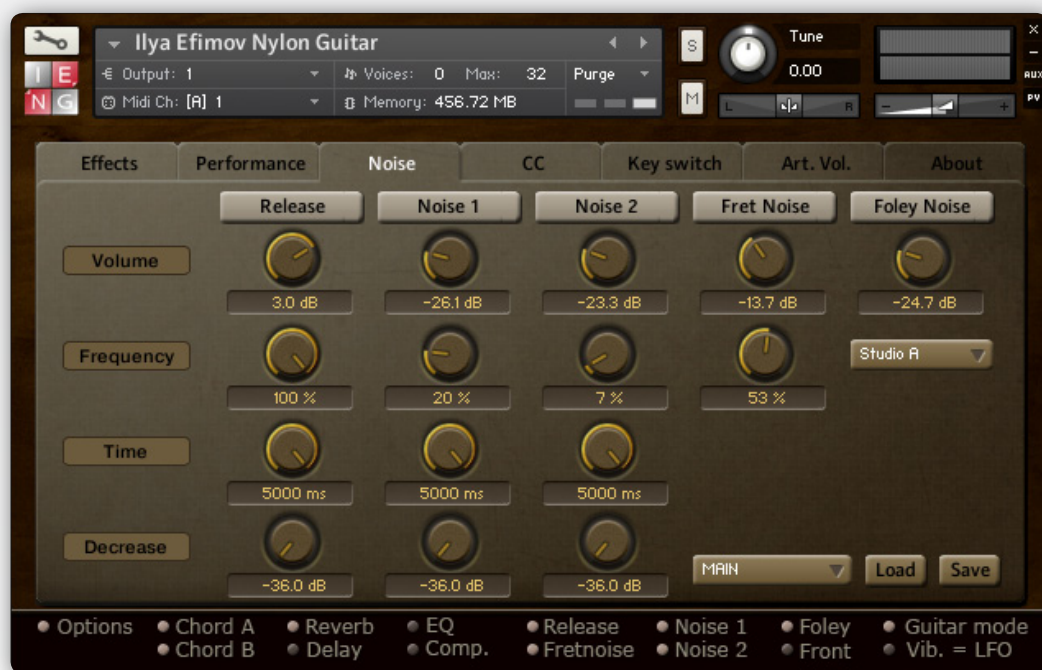 Ilya Efimov Nylon Guitar
S
Tune
×
I E
Output: 1
Voices: 0 Max: 32
Purge
0.00
-
AUX
N G
Midi Ch: [A] 1
Memory: 456.72 MB
M
L
R
-
+
PV
Effects
Performance
Noise
CC
Key switch
Art. Vol.
About
Release
Noise 1
Noise 2
Fret Noise
Foley Noise
Volume
3.0 dB
-26.1 dB
-23.3 dB
-13.7 dB
-24.7 dB
Frequency
Studio A
100 %
20 %
7 %
53 %
Time
5000 ms
5000 ms
5000 ms
Decrease
MAIN
Load
Save
-36.0 dB
-36.0 dB
-36.0 dB
Options
Chord A
Reverb
EQ
Release
Noise 1
Foley
Guitar mode
Chord B
Delay
Comp.
Fretnoise
Noise 2
Front
Vib. = LFO